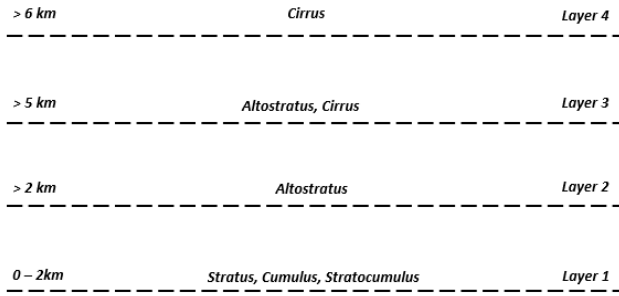 > 6 km Cirrus Layer 4
> 5 km Altostratus, Cirrus Layer 3
> 2 km Altostratus Layer 2
0 – 2km Stratus, Cumulus, Stratocumulus Layer 1